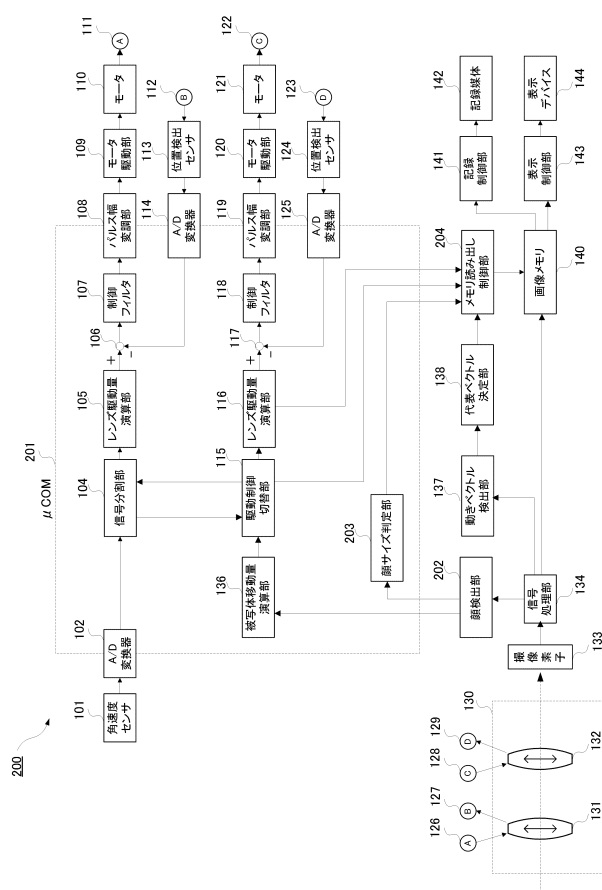 200
101
角速度
センサ
102
A/D
変換器
201
μCOM
104
信号分割部
105
レンズ駆動量
演算部
+
−
106
107
制御
フィルタ
108
パルス幅
変調部
109
モータ
駆動部
110
モータ
111
A
112
B
113
位置検出
センサ
114
A/D
変換器
136
被写体移動量
演算部
115
駆動制御
切替部
116
レンズ駆動量
演算部
+
−
117
118
制御
フィルタ
119
パルス幅
変調部
120
モータ
駆動部
121
モータ
122
C
123
D
124
位置検出
センサ
125
A/D
変換器
203
顔サイズ判定部
202
顔検出部
137
動きベクトル
検出部
138
代表ベクトル
決定部
204
メモリ読み出し
制御部
141
記録
制御部
142
記録媒体
130
126
A
127
B
128
C
129
D
131
132
133
撮像
素子
134
信号
処理部
140
画像メモリ
143
表示
制御部
144
表示
デバイス